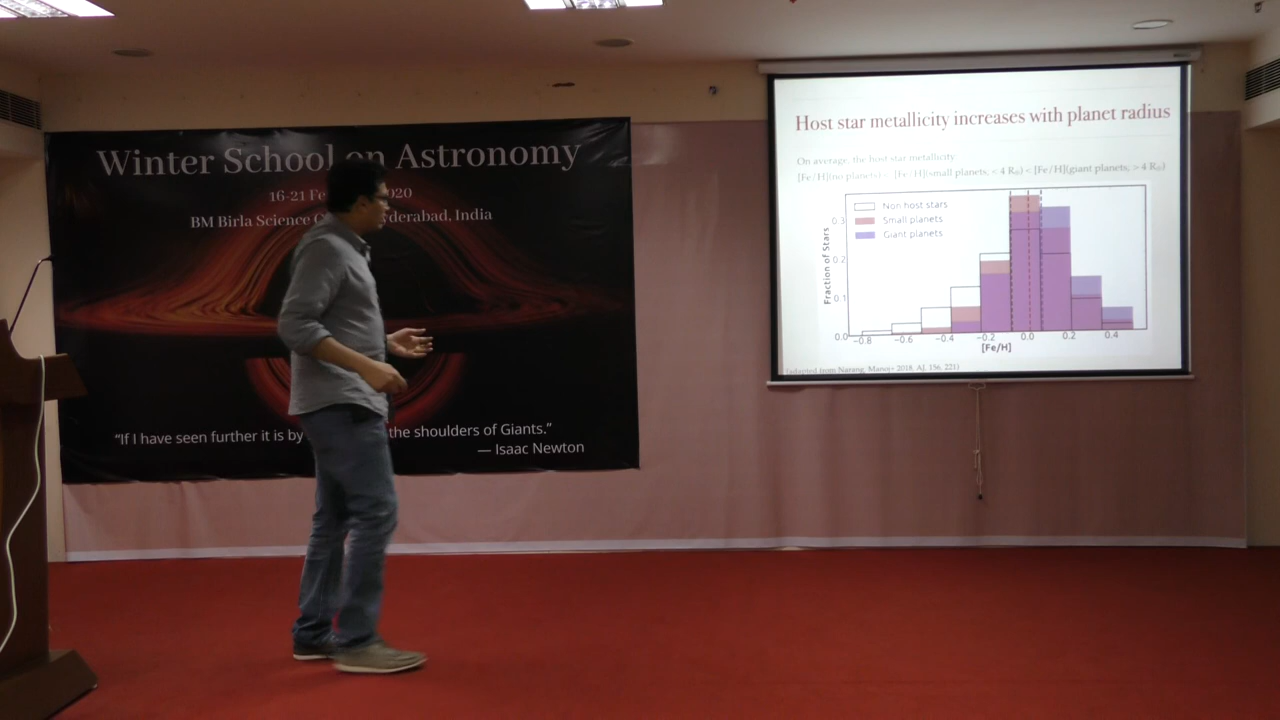 Winter School on Astronomy
16-21 Fe 2020
BM Birla Science C yderabad, India
“If I have seen further it is by the shoulders of Giants.”
— Isaac Newton
Host star metallicity increases with planet radius
On average, the host star metallicity:
[Fe/H](no planets) < [Fe/H](small planets, < 4 R⊕) < [Fe/H](giant planets, > 4 R⊕)
Non host stars
Small planets
Giant planets
Fraction of Stars
0.3
0.2
0.1
0.0
−0.8 −0.6 −0.4 −0.2 0.0 0.2 0.4
[Fe/H]
(adapted from Narang, Manoj+ 2018, AJ, 156, 221)